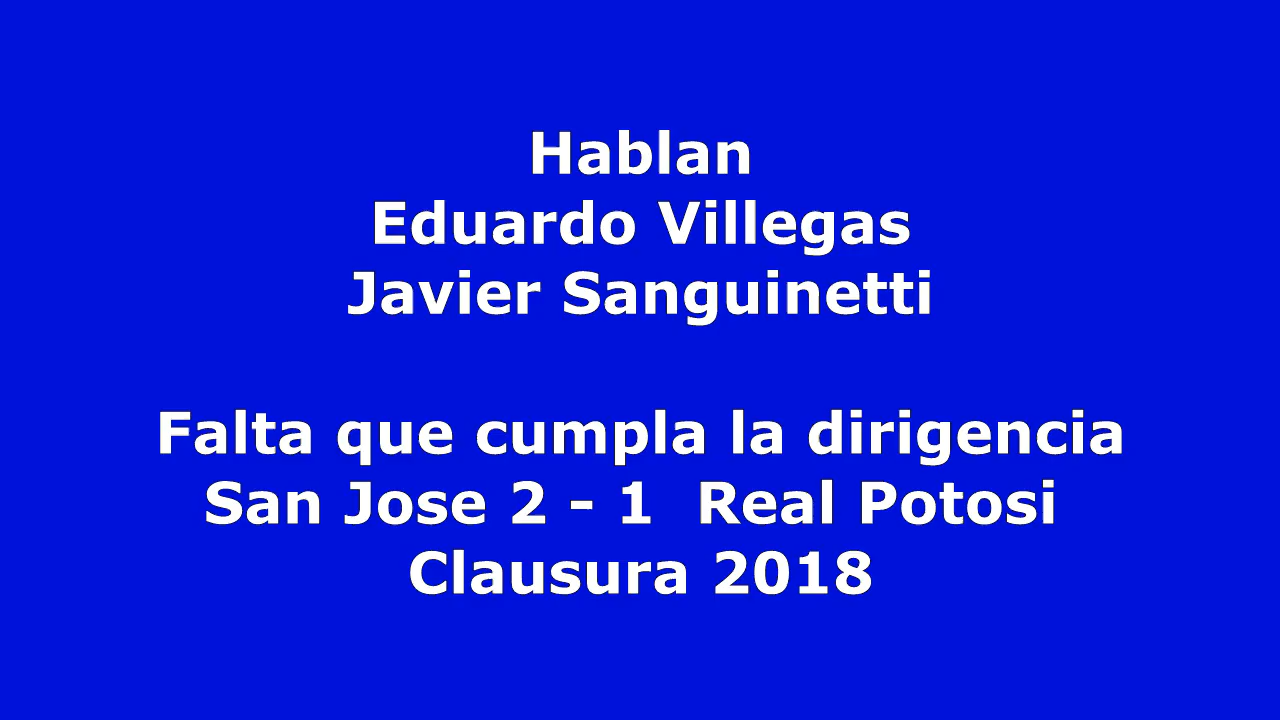 Hablan
Eduardo Villegas
Javier Sanguinetti
Falta que cumpla la dirigencia
San Jose 2 - 1 Real Potosi
Clausura 2018